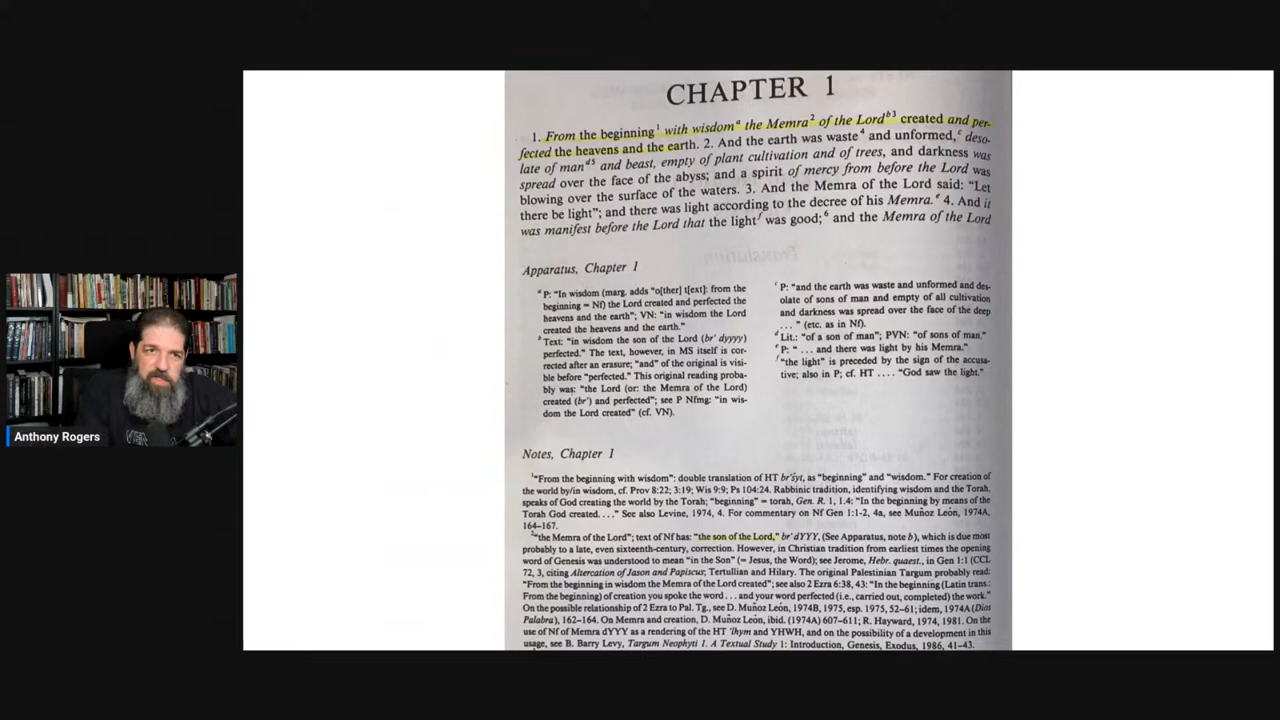 CHAPTER 1
1. From the beginning¹ with wisdomᵃ the Memra² of the Lordᵇ³ created and per-
fected the heavens and the earth. 2. And the earth was waste⁴ and unformed,ᶜ deso-
late of manᵈ⁵ and beast, empty of plant cultivation and of trees, and darkness was
spread over the face of the abyss; and a spirit of mercy from before the Lord was
blowing over the surface of the waters. 3. And the Memra of the Lord said: "Let
there be light"; and there was light according to the decree of his Memra.ᵉ 4. And it
was manifest before the Lord that the lightᶠ was good;⁶ and the Memra of the Lord
Apparatus, Chapter 1
ᵃ P: "In wisdom (marg. adds "o[ther] t[ext]: from the
beginning = Nf) the Lord created and perfected the
heavens and the earth"; VN: "in wisdom the Lord
created the heavens and the earth."
ᵇ Text: "in wisdom the son of the Lord (br' dyyyy)
perfected." The text, however, in MS itself is cor-
rected after an erasure; "and" of the original is visi-
ble before "perfected." This original reading proba-
bly was: "the Lord (or: the Memra of the Lord)
created (br') and perfected"; see P Nfmg: "in wis-
dom the Lord created" (cf. VN).
ᶜ P: "and the earth was waste and unformed and des-
olate of sons of man and empty of all cultivation
and darkness was spread over the face of the deep
. . . " (etc. as in Nf).
ᵈ Lit.: "of a son of man"; PVN: "of sons of man."
ᶠ P: " . . . and there was light by his Memra."
ᶠ "the light" is preceded by the sign of the accusa-
tive; also in P; cf. HT . . . . "God saw the light."
Notes, Chapter 1
¹"From the beginning with wisdom": double translation of HT br'šyt, as "beginning" and "wisdom." For creation of
the world by/in wisdom, cf. Prov 8:22; 3:19; Wis 9:9; Ps 104:24. Rabbinic tradition, identifying wisdom and the Torah,
speaks of God creating the world by the Torah; "beginning" = torah, Gen. R. 1, 1.4: "In the beginning by means of the
Torah God created. . . ." See also Levine, 1974, 4. For commentary on Nf Gen 1:1-2, 4a, see Muñoz León, 1974A,
164-167.
²"the Memra of the Lord"; text of Nf has: "the son of the Lord," br' dYYY, (See Apparatus, note b), which is due most
probably to a late, even sixteenth-century, correction. However, in Christian tradition from earliest times the opening
word of Genesis was understood to mean "in the Son" (= Jesus, the Word); see Jerome, Hebr. quaest., in Gen 1:1 (CCL
72, 3, citing Altercation of Jason and Papiscus; Tertullian and Hilary. The original Palestinian Targum probably read:
"From the beginning in wisdom the Memra of the Lord created"; see also 2 Ezra 6:38, 43: "In the beginning (Latin trans.:
From the beginning) of creation you spoke the word . . . and your word perfected (i.e., carried out, completed) the work."
On the possible relationship of 2 Ezra to Pal. Tg., see D. Muñoz León, 1974B, 1975, esp. 1975, 52–61; idem, 1974A (Dios
Palabra), 162–164. On Memra and creation, D. Muñoz León, ibid. (1974A) 607–611; R. Hayward, 1974, 1981. On the
use of Nf of Memra dYYY as a rendering of the HT 'lhym and YHWH, and on the possibility of a development in this
usage, see B. Barry Levy, Targum Neophyti 1. A Textual Study 1: Introduction, Genesis, Exodus, 1986, 41–43.
Anthony Rogers